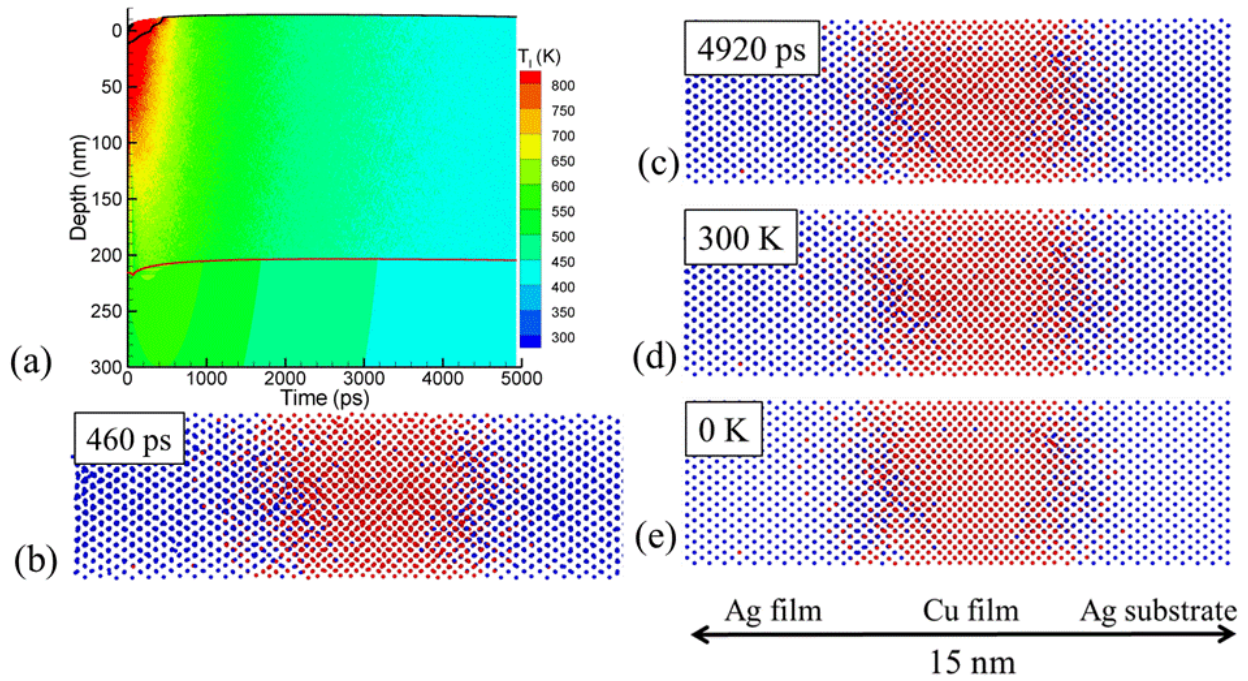 T_l (K)
0
50
100
150
200
250
300
Depth (nm)
800
750
700
650
600
550
500
450
400
350
300
0
1000
2000
3000
4000
5000
Time (ps)
(a)
460 ps
(b)
4920 ps
(c)
300 K
(d)
0 K
(e)
Ag film Cu film Ag substrate
15 nm